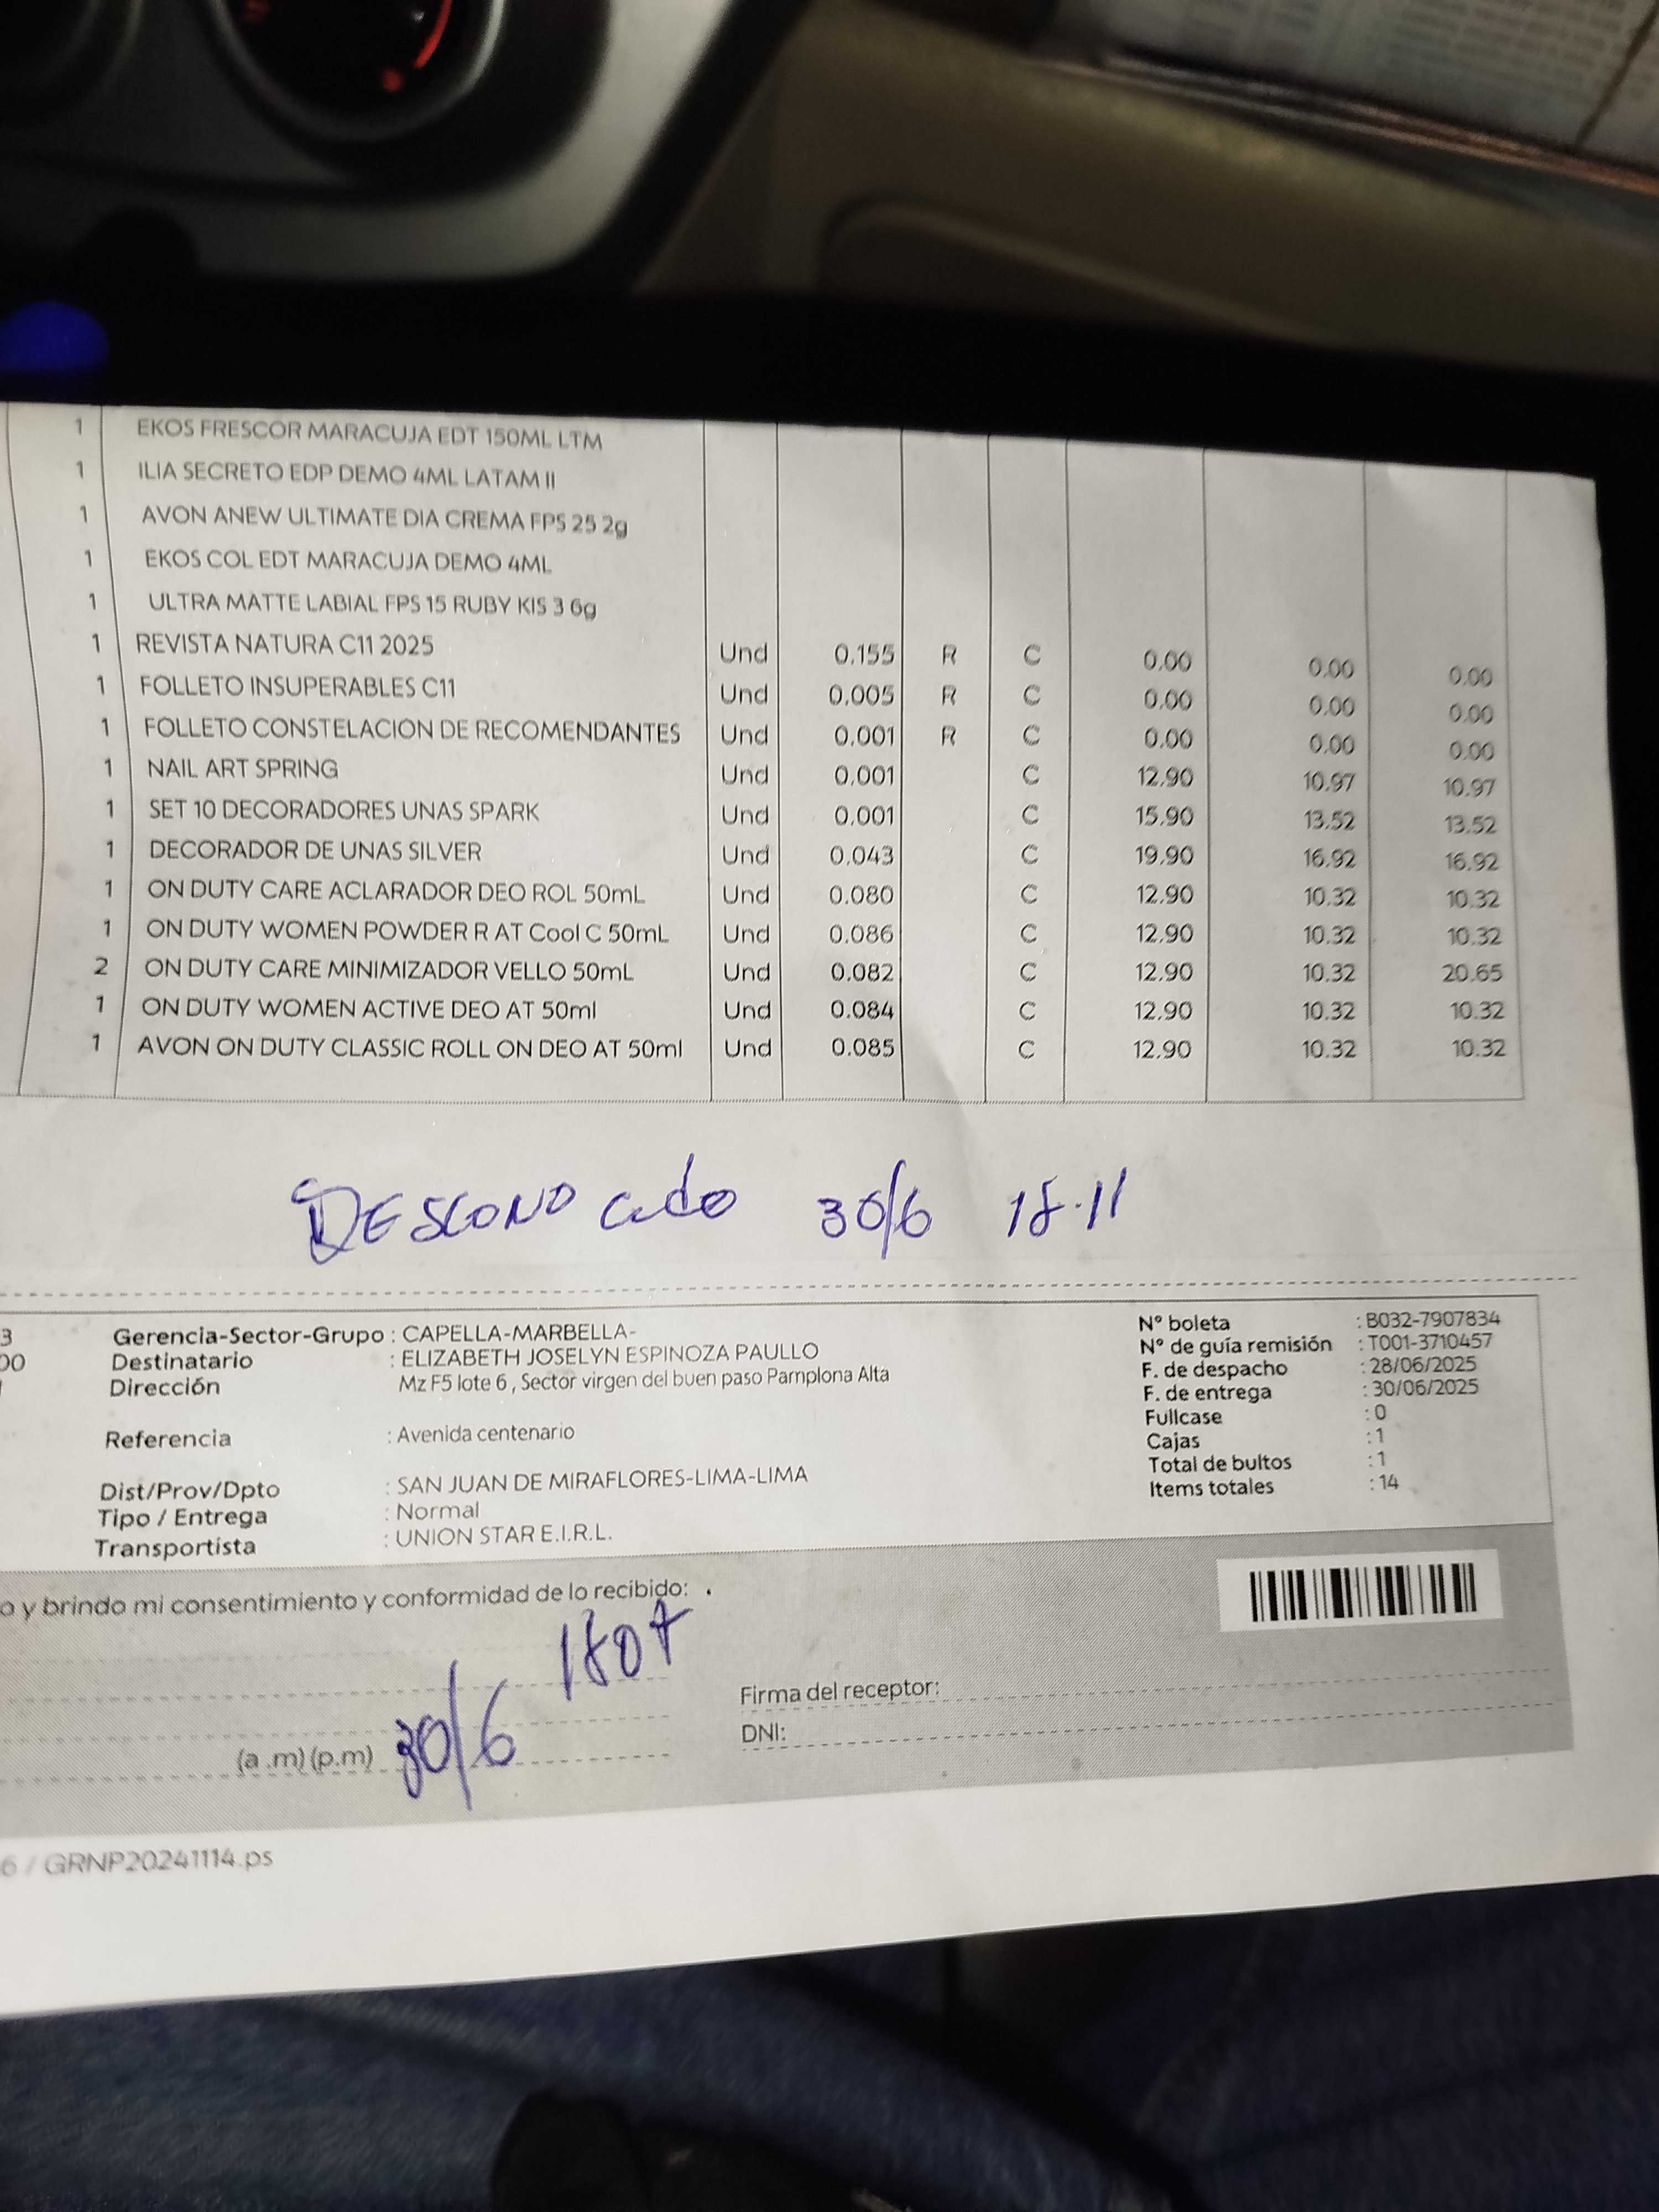 1 EKOS FRESCOR MARACUJA EDT 150ML LTM
1 ILIA SECRETO EDP DEMO 4ML LATAM II
1 AVON ANEW ULTIMATE DIA CREMA FPS 25 2g
1 EKOS COL EDT MARACUJA DEMO 4ML
1 ULTRA MATTE LABIAL FPS 15 RUBY KIS 3 6g
1 REVISTA NATURA C11 2025 Und 0.155 R C 0.00 0.00 0.00
1 FOLLETO INSUPERABLES C11 Und 0.005 R C 0.00 0.00 0.00
1 FOLLETO CONSTELACION DE RECOMENDANTES Und 0.001 R C 0.00 0.00 0.00
1 NAIL ART SPRING Und 0.001 C 12.90 10.97 10.97
1 SET 10 DECORADORES UNAS SPARK Und 0.001 C 15.90 13.52 13.52
1 DECORADOR DE UNAS SILVER Und 0.043 C 19.90 16.92 16.92
1 ON DUTY CARE ACLARADOR DEO ROL 50mL Und 0.080 C 12.90 10.32 10.32
1 ON DUTY WOMEN POWDER R AT Cool C 50mL Und 0.086 C 12.90 10.32 10.32
2 ON DUTY CARE MINIMIZADOR VELLO 50mL Und 0.082 C 12.90 10.32 20.65
1 ON DUTY WOMEN ACTIVE DEO AT 50ml Und 0.084 C 12.90 10.32 10.32
1 AVON ON DUTY CLASSIC ROLL ON DEO AT 50ml Und 0.085 C 12.90 10.32 10.32
DESCONOcido 30/6 18.11
Gerencia-Sector-Grupo : CAPELLA-MARBELLA-
Destinatario : ELIZABETH JOSELYN ESPINOZA PAULLO
Dirección Mz F5 lote 6 , Sector virgen del buen paso Pamplona Alta
Referencia : Avenida centenario
Dist/Prov/Dpto : SAN JUAN DE MIRAFLORES-LIMA-LIMA
Tipo / Entrega : Normal
Transportista : UNION STAR E.I.R.L.
N° boleta : B032-7907834
N° de guía remisión : T001-3710457
F. de despacho : 28/06/2025
F. de entrega : 30/06/2025
Fullcase : 0
Cajas : 1
Total de bultos : 1
Items totales : 14
o y brindo mi consentimiento y conformidad de lo recibido: .
1807
30/6
(a .m) (p.m)
Firma del receptor:
DNI:
6 / GRNP20241114.ps